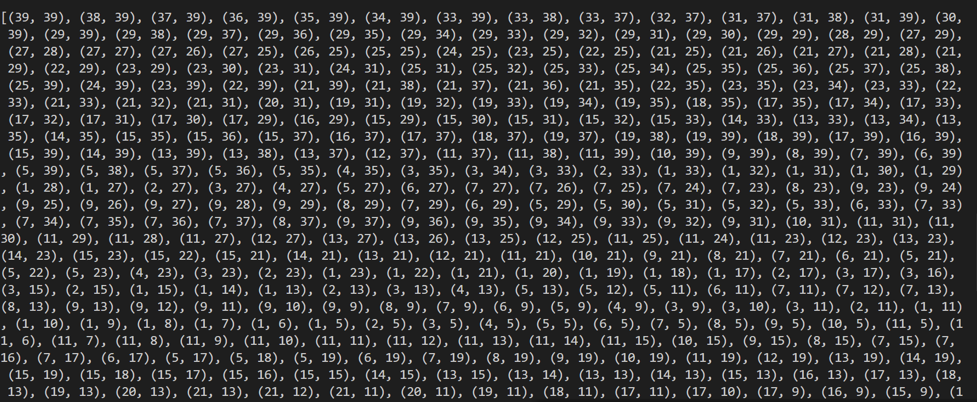 [(39, 39), (38, 39), (37, 39), (36, 39), (35, 39), (34, 39), (33, 39), (33, 38), (33, 37), (32, 37), (31, 37), (31, 38), (31, 39), (30,
39), (29, 39), (29, 38), (29, 37), (29, 36), (29, 35), (29, 34), (29, 33), (29, 32), (29, 31), (29, 30), (29, 29), (28, 29), (27, 29),
(27, 28), (27, 27), (27, 26), (27, 25), (26, 25), (25, 25), (24, 25), (23, 25), (22, 25), (21, 25), (21, 26), (21, 27), (21, 28), (21,
29), (22, 29), (23, 29), (23, 30), (23, 31), (24, 31), (25, 31), (25, 32), (25, 33), (25, 34), (25, 35), (25, 36), (25, 37), (25, 38),
(25, 39), (24, 39), (23, 39), (22, 39), (21, 39), (21, 38), (21, 37), (21, 36), (21, 35), (22, 35), (23, 35), (23, 34), (23, 33), (22,
33), (21, 33), (21, 32), (21, 31), (20, 31), (19, 31), (19, 32), (19, 33), (19, 34), (19, 35), (18, 35), (17, 35), (17, 34), (17, 33),
(17, 32), (17, 31), (17, 30), (17, 29), (16, 29), (15, 29), (15, 30), (15, 31), (15, 32), (15, 33), (14, 33), (13, 33), (13, 34), (13,
35), (14, 35), (15, 35), (15, 36), (15, 37), (16, 37), (17, 37), (18, 37), (19, 37), (19, 38), (19, 39), (18, 39), (17, 39), (16, 39),
(15, 39), (14, 39), (13, 39), (13, 38), (13, 37), (12, 37), (11, 37), (11, 38), (11, 39), (10, 39), (9, 39), (8, 39), (7, 39), (6, 39)
, (5, 39), (5, 38), (5, 37), (5, 36), (5, 35), (4, 35), (3, 35), (3, 34), (3, 33), (2, 33), (1, 33), (1, 32), (1, 31), (1, 30), (1, 29)
, (1, 28), (1, 27), (2, 27), (3, 27), (4, 27), (5, 27), (6, 27), (7, 27), (7, 26), (7, 25), (7, 24), (7, 23), (8, 23), (9, 23), (9, 24)
, (9, 25), (9, 26), (9, 27), (9, 28), (9, 29), (8, 29), (7, 29), (6, 29), (5, 29), (5, 30), (5, 31), (5, 32), (5, 33), (6, 33), (7, 33)
, (7, 34), (7, 35), (7, 36), (7, 37), (8, 37), (9, 37), (9, 36), (9, 35), (9, 34), (9, 33), (9, 32), (9, 31), (10, 31), (11, 31), (11,
30), (11, 29), (11, 28), (11, 27), (12, 27), (13, 27), (13, 26), (13, 25), (12, 25), (11, 25), (11, 24), (11, 23), (12, 23), (13, 23),
(14, 23), (15, 23), (15, 22), (15, 21), (14, 21), (13, 21), (12, 21), (11, 21), (10, 21), (9, 21), (8, 21), (7, 21), (6, 21), (5, 21),
(5, 22), (5, 23), (4, 23), (3, 23), (2, 23), (1, 23), (1, 22), (1, 21), (1, 20), (1, 19), (1, 18), (1, 17), (2, 17), (3, 17), (3, 16),
(3, 15), (2, 15), (1, 15), (1, 14), (1, 13), (2, 13), (3, 13), (4, 13), (5, 13), (5, 12), (5, 11), (6, 11), (7, 11), (7, 12), (7, 13),
(8, 13), (9, 13), (9, 12), (9, 11), (9, 10), (9, 9), (8, 9), (7, 9), (6, 9), (5, 9), (4, 9), (3, 9), (3, 10), (3, 11), (2, 11), (1, 11)
, (1, 10), (1, 9), (1, 8), (1, 7), (1, 6), (1, 5), (2, 5), (3, 5), (4, 5), (5, 5), (6, 5), (7, 5), (8, 5), (9, 5), (10, 5), (11, 5), (1
1, 6), (11, 7), (11, 8), (11, 9), (11, 10), (11, 11), (11, 12), (11, 13), (11, 14), (11, 15), (10, 15), (9, 15), (8, 15), (7, 15), (7,
16), (7, 17), (6, 17), (5, 17), (5, 18), (5, 19), (6, 19), (7, 19), (8, 19), (9, 19), (10, 19), (11, 19), (12, 19), (13, 19), (14, 19),
(15, 19), (15, 18), (15, 17), (15, 16), (15, 15), (14, 15), (13, 15), (13, 14), (13, 13), (14, 13), (15, 13), (16, 13), (17, 13), (18,
13), (19, 13), (20, 13), (21, 13), (21, 12), (21, 11), (20, 11), (19, 11), (18, 11), (17, 11), (17, 10), (17, 9), (16, 9), (15, 9), (1